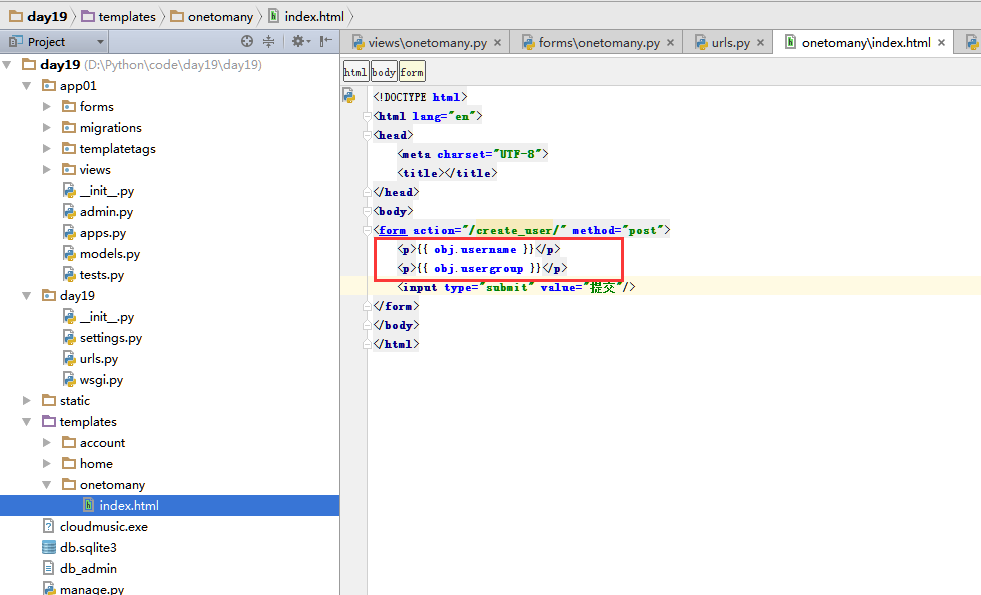 day19 templates onetomany index.html
Project views\onetomany.py forms\onetomany.py urls.py onetomany\index.html
day19 (D:\Python\code\day19\day19)
app01
forms
migrations
templatetags
views
__init__.py
admin.py
apps.py
models.py
tests.py
day19
__init__.py
settings.py
urls.py
wsgi.py
static
templates
account
home
onetomany
index.html
cloudmusic.exe
db.sqlite3
db_admin
manage.py
html body form
<!DOCTYPE html>
<html lang="en">
<head>
<meta charset="UTF-8">
<title></title>
</head>
<body>
<form action="/create_user/" method="post">
<p>{{ obj.username }}</p>
<p>{{ obj.usergroup }}</p>
<input type="submit" value="提交"/>
</form>
</body>
</html>